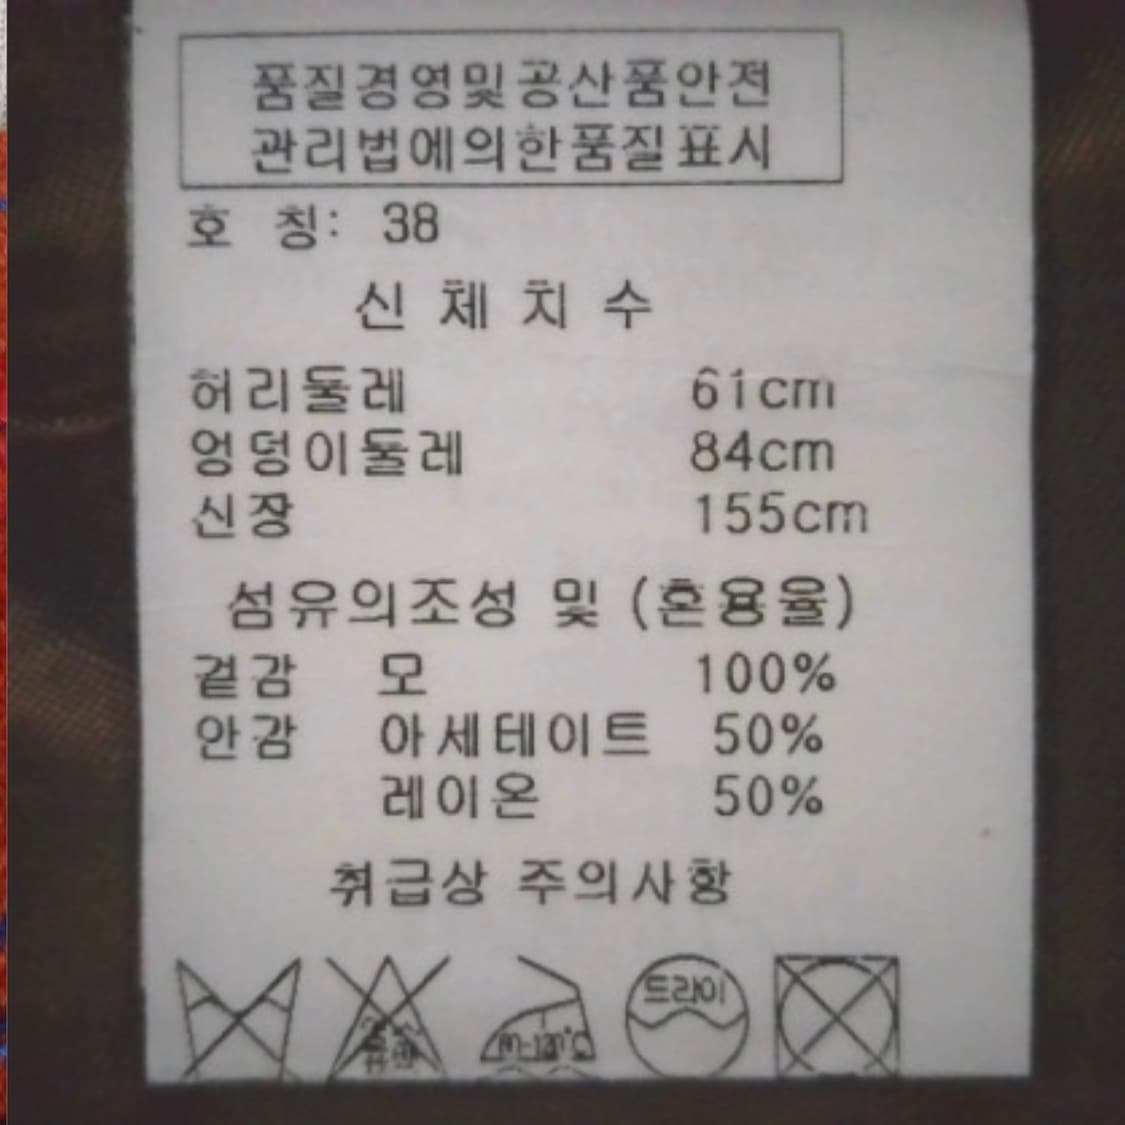 품질경영및공산품안전
관리법에의한품질표시
호 칭: 38
신 체 치 수
허리둘레 61cm
엉덩이둘레 84cm
신장 155cm
섬유의조성 및 (혼용율)
겉감 모 100%
안감 아세테이트 50%
레이온 50%
취급상 주의사항
드라이